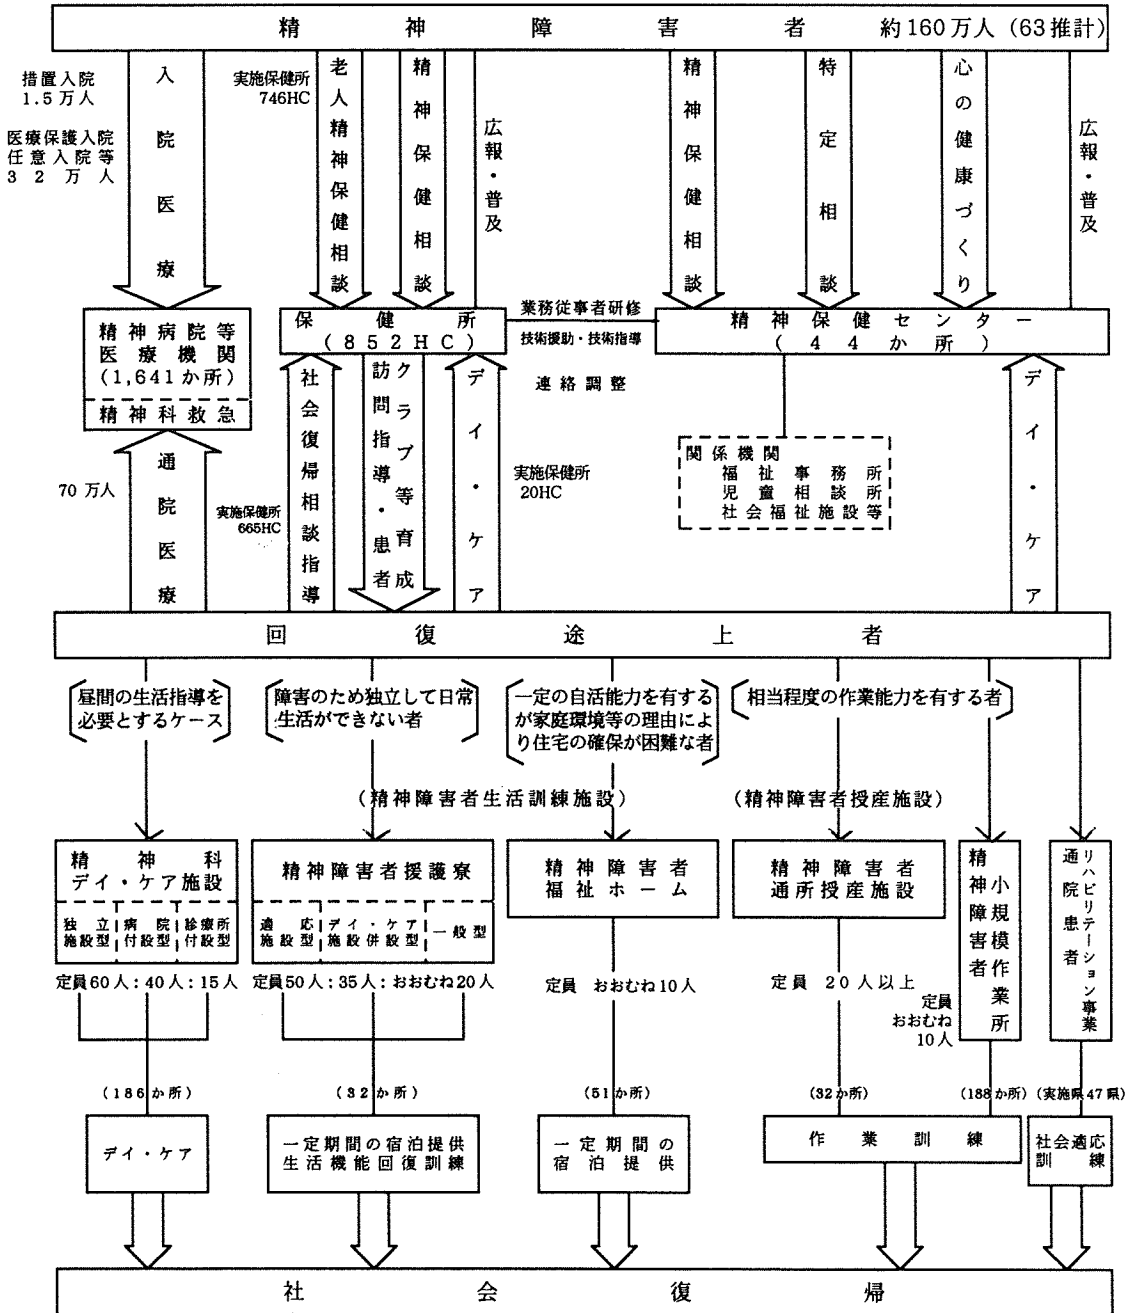 精神障害者 約160万人（63推計）
措置入院
1.5万人
医療保護入院
任意入院等
32万人
入院医療
実施保健所
746HC
老人精神保健相談
精神保健相談
広報・普及
精神保健相談
特定相談
心の健康づくり
広報・普及
精神病院等
医療機関
(1,641か所)
精神科救急
保健所
(852HC)
業務従事者研修
技術援助・技術指導
連絡調整
精神保健センター
(44か所)
関係機関
福祉事務所
児童相談所
社会福祉施設等
70万人
通院医療
実施保健所
665HC
社会復帰相談指導
訪問指導・患者
クラブ等育成
デイ・ケア
実施保健所
20HC
デイ・ケア
回復途上者
昼間の生活指導を
必要とするケース
障害のため独立して日常
生活ができない者
一定の自活能力を有する
が家庭環境等の理由によ
り住宅の確保が困難な者
相当程度の作業能力を有する者
(精神障害者生活訓練施設)
(精神障害者授産施設)
精神科
デイ・ケア施設
独立
施設型
病院
付設型
診療所
付設型
定員60人:40人:15人
精神障害者援護寮
適応
施設型
デイ・ケア
施設併設型
一般型
定員50人:35人:おおむね20人
精神障害者
福祉ホーム
定員 おおむね10人
精神障害者
通所授産施設
定員 20人以上
精神障害者
小規模作業所
定員
おおむね
10人
通院患者
リハビリテーション事業
(186か所)
(32か所)
(51か所)
(32か所)
(188か所)
(実施県47県)
デイ・ケア
一定期間の宿泊提供
生活機能回復訓練
一定期間の
宿泊提供
作業訓練
社会適応
訓練
社会復帰